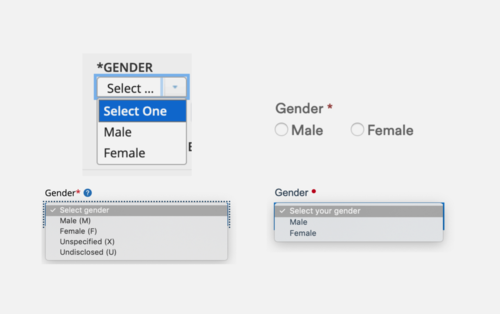 *GENDER
Select ...
Select One
Male
Female
Gender *
Male Female
Gender* ?
✓ Select gender
Male (M)
Female (F)
Unspecified (X)
Undisclosed (U)
Gender
✓ Select your gender
Male
Female